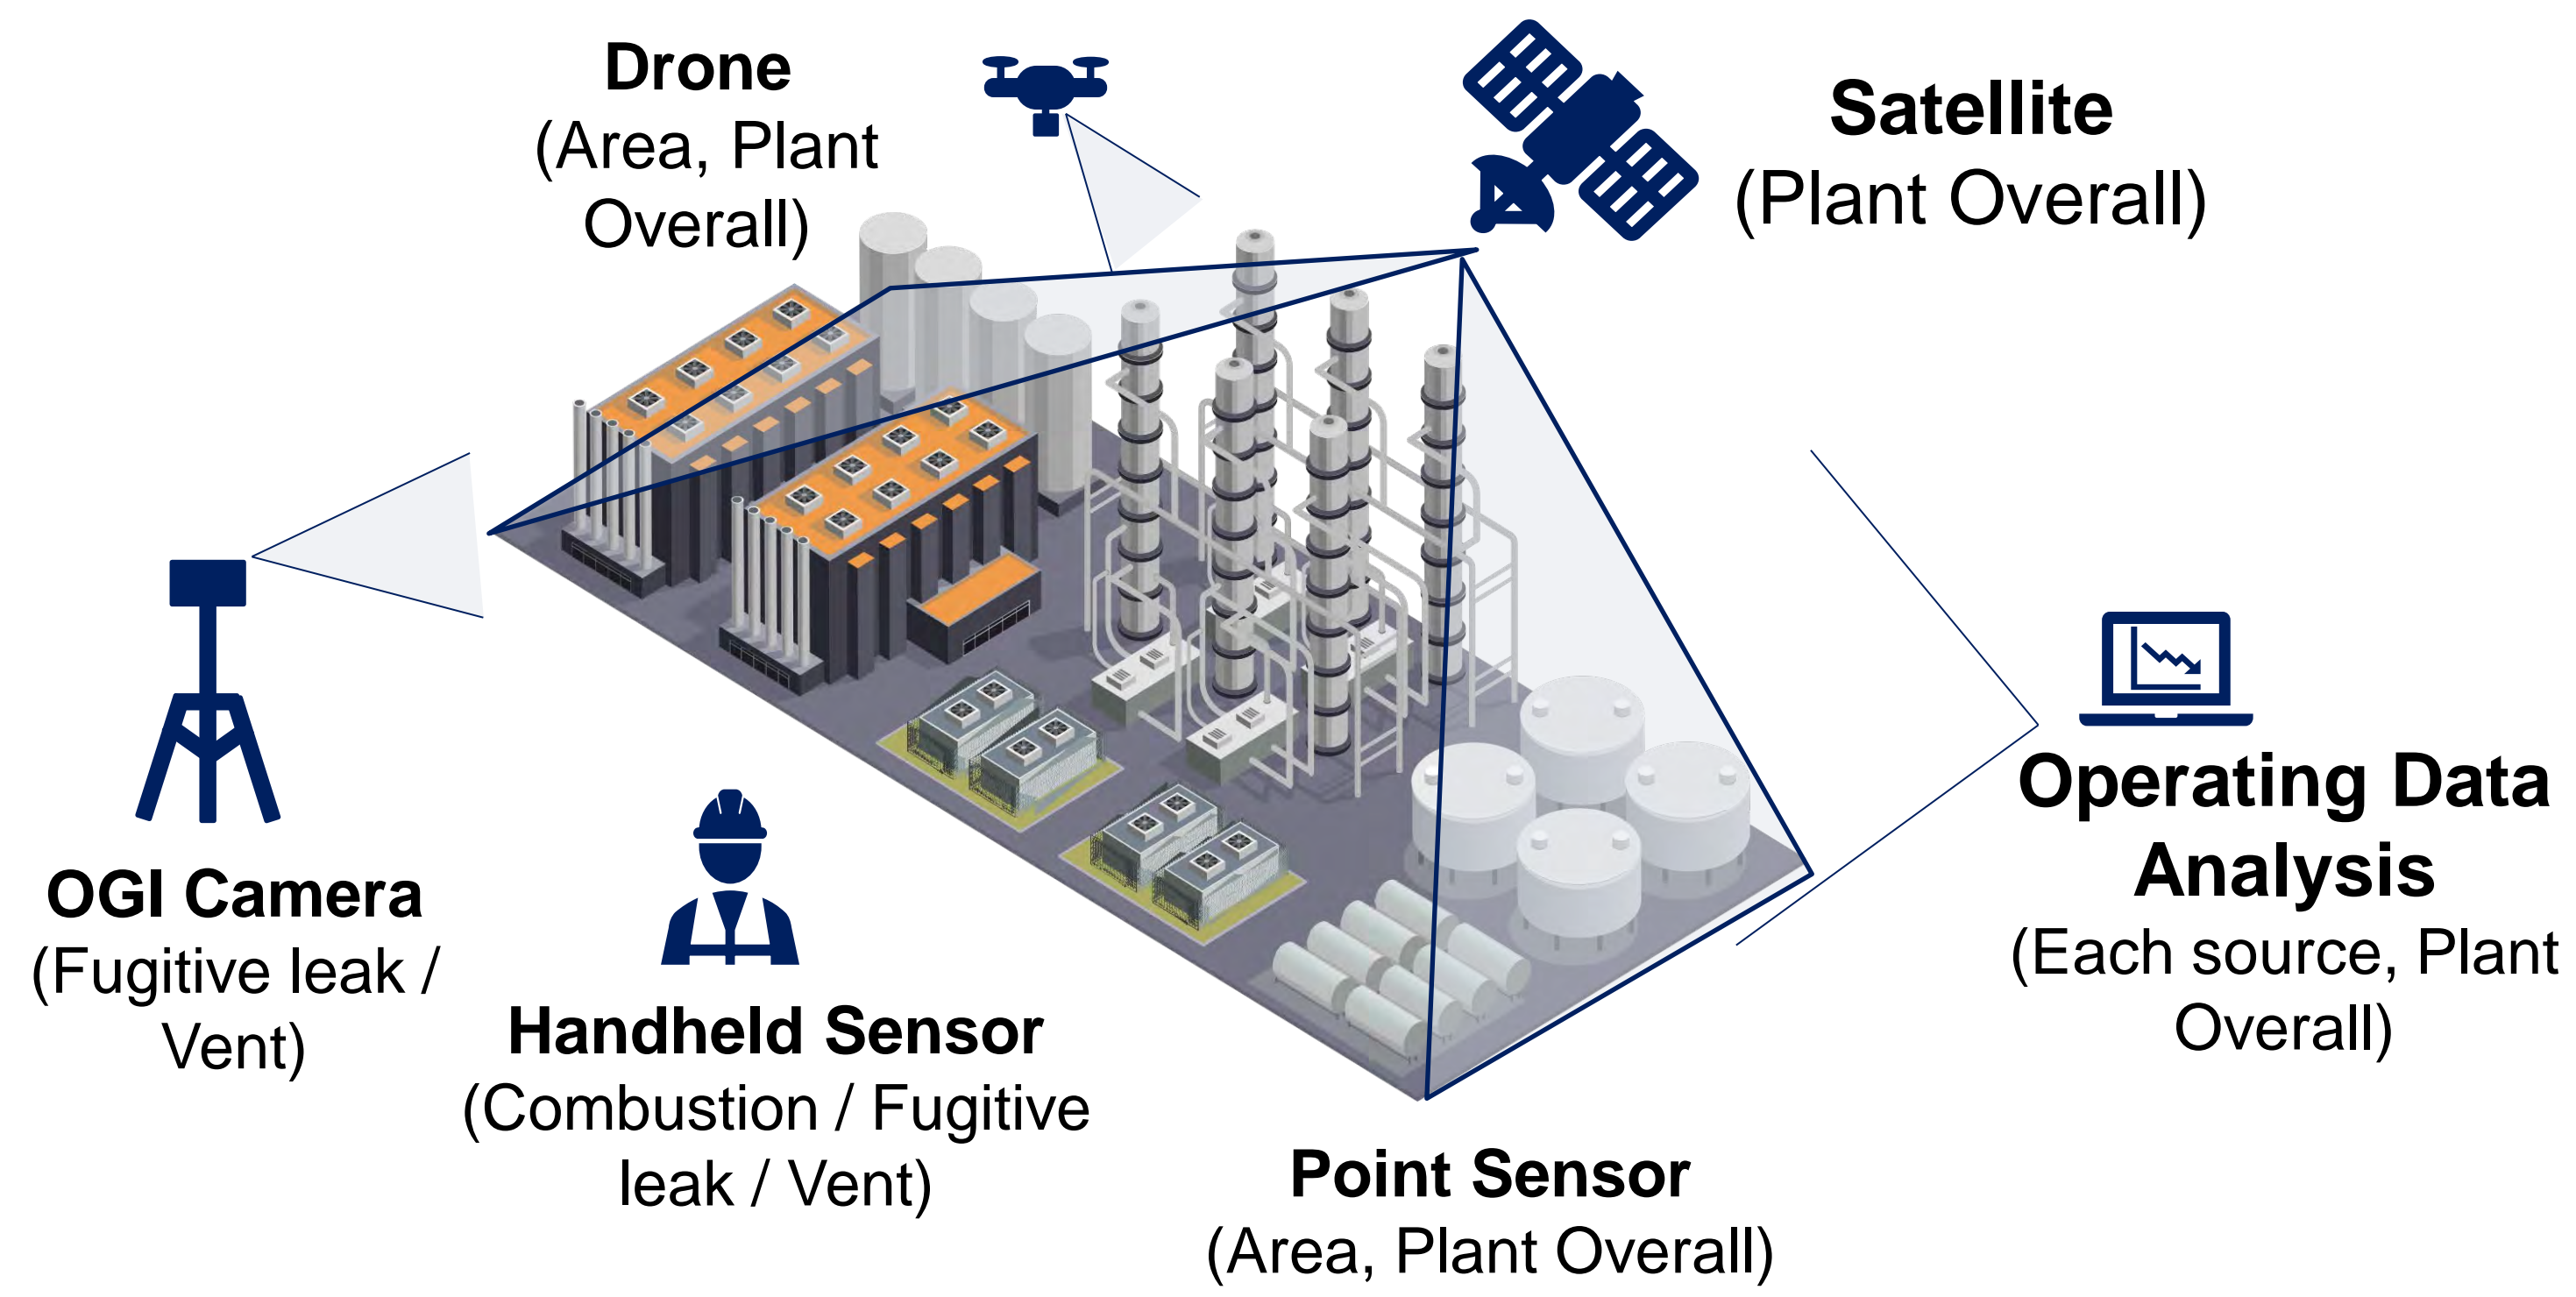 Drone
(Area, Plant
Overall)
Satellite
(Plant Overall)
OGI Camera
(Fugitive leak /
Vent)
Handheld Sensor
(Combustion / Fugitive
leak / Vent)
Point Sensor
(Area, Plant Overall)
Operating Data
Analysis
(Each source, Plant
Overall)